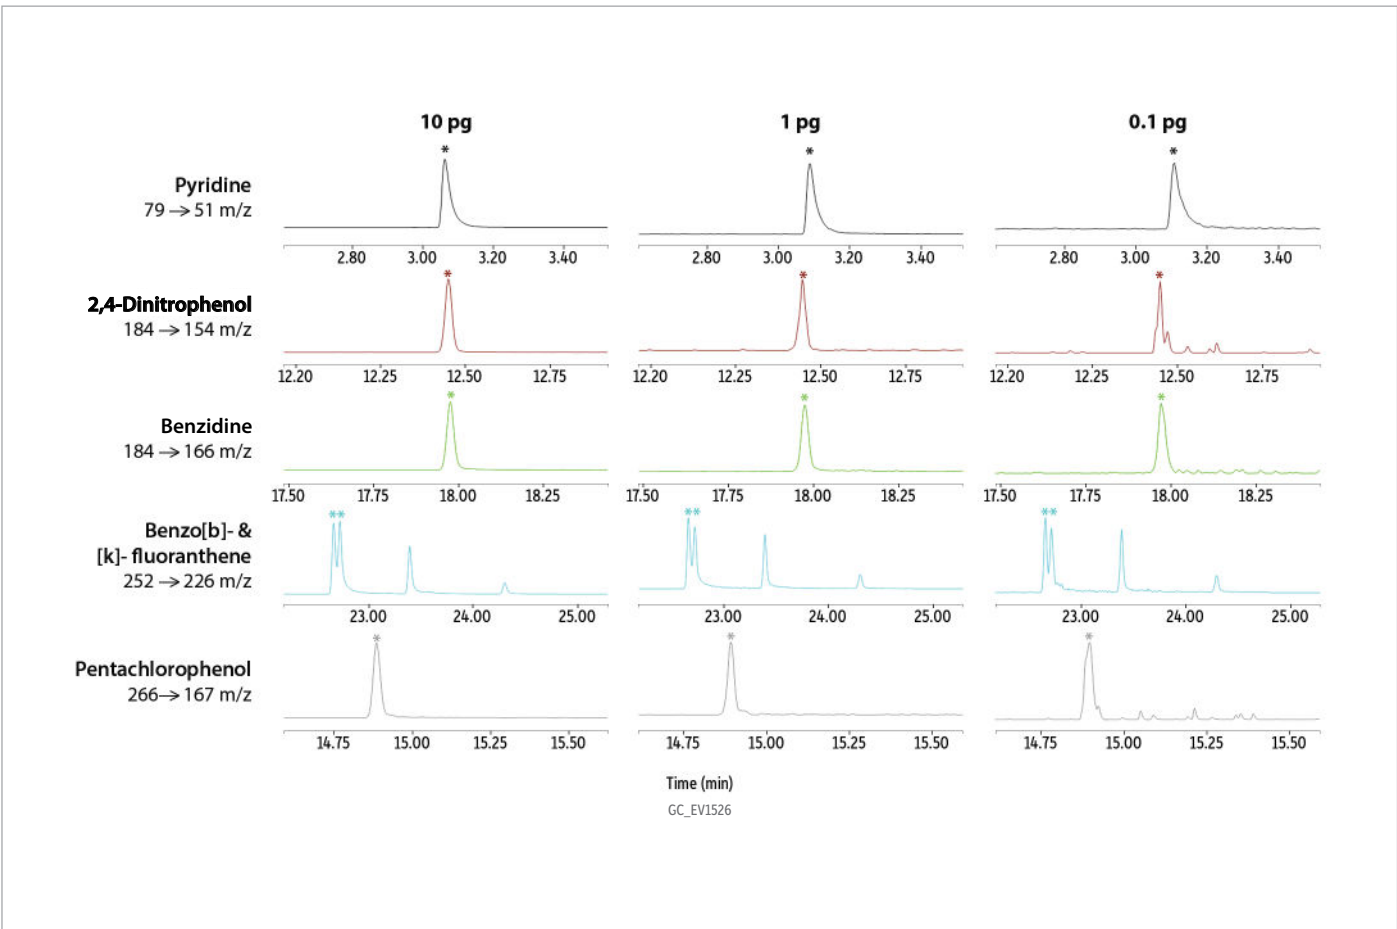 10 pg 1 pg 0.1 pg
* * *
Pyridine
79 → 51 m/z
2.80 3.00 3.20 3.40 2.80 3.00 3.20 3.40 2.80 3.00 3.20 3.40
* * *
2,4-Dinitrophenol
184 → 154 m/z
12.20 12.25 12.50 12.75 12.20 12.25 12.50 12.75 12.20 12.25 12.50 12.75
* * *
Benzidine
184 → 166 m/z
17.50 17.75 18.00 18.25 17.50 17.75 18.00 18.25 17.50 17.75 18.00 18.25
** ** **
Benzo[b]- &
[k]- fluoranthene
252 → 226 m/z
23.00 24.00 25.00 23.00 24.00 25.00 23.00 24.00 25.00
* * *
Pentachlorophenol
266→ 167 m/z
14.75 15.00 15.25 15.50 14.75 15.00 15.25 15.50 14.75 15.00 15.25 15.50
Time (min)
GC_EV1526